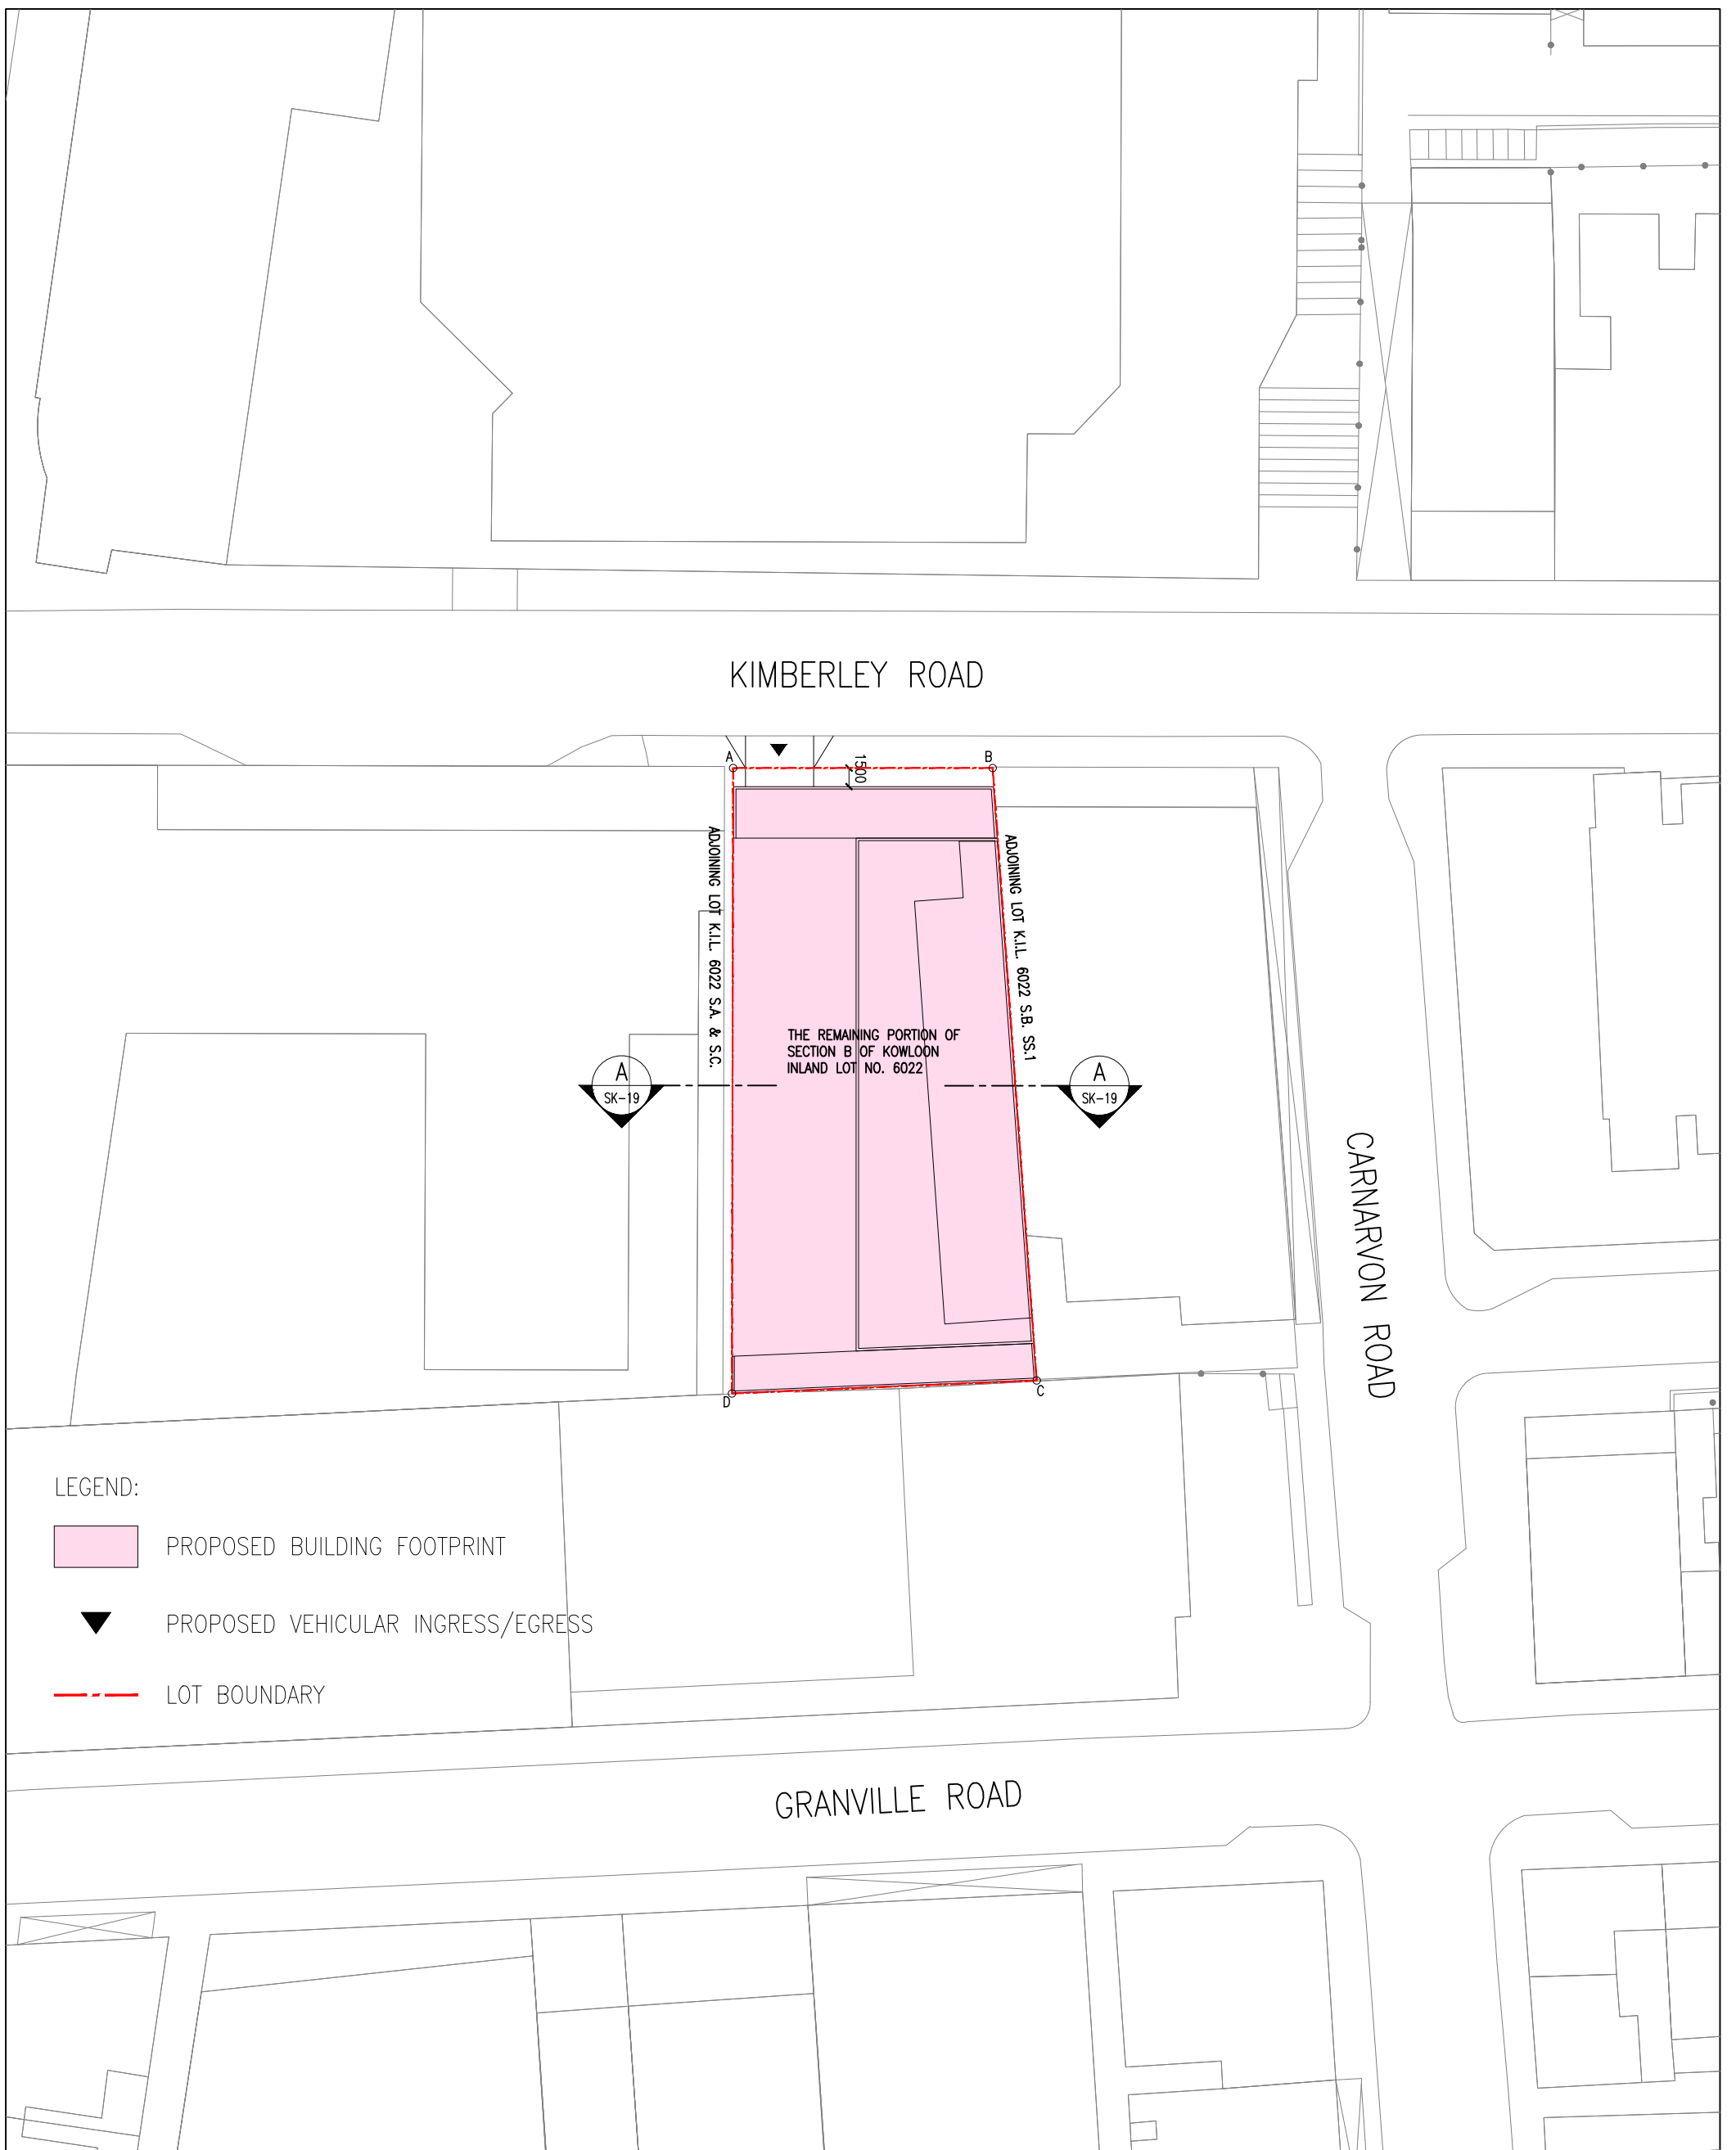 KIMBERLEY ROAD
A
B
1500
ADJOINING LOT K.I.L. 6022 S.A. & S.C.
ADJOINING LOT K.I.L. 6022 S.B. SS.1
THE REMAINING PORTION OF
SECTION B OF KOWLOON
INLAND LOT NO. 6022
A
SK-19
A
SK-19
CARNARVON ROAD
D
C
LEGEND:
PROPOSED BUILDING FOOTPRINT
PROPOSED VEHICULAR INGRESS/EGRESS
LOT BOUNDARY
GRANVILLE ROAD